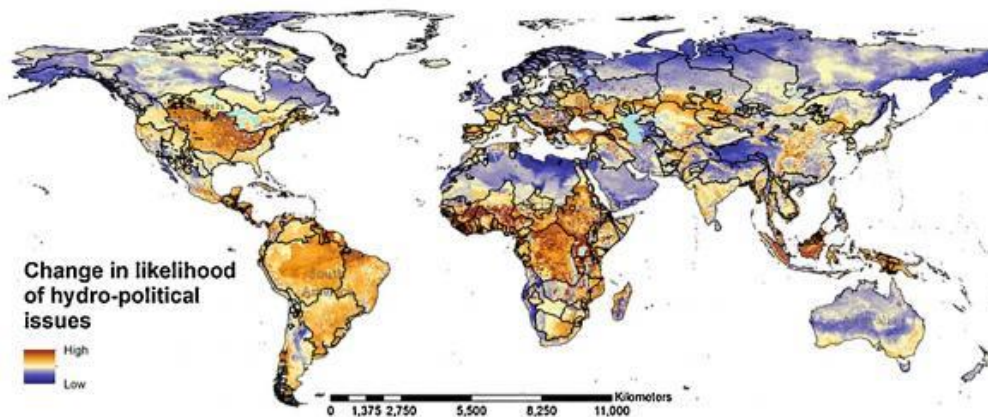 Change in likelihood
of hydro-political
issues
High
Low
Kilometers
0 1,375 2,750 5,500 8,250 11,000